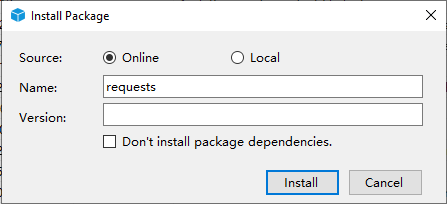 Install Package
Source: Online Local
Name: requests
Version:
Don't install package dependencies.
Install Cancel